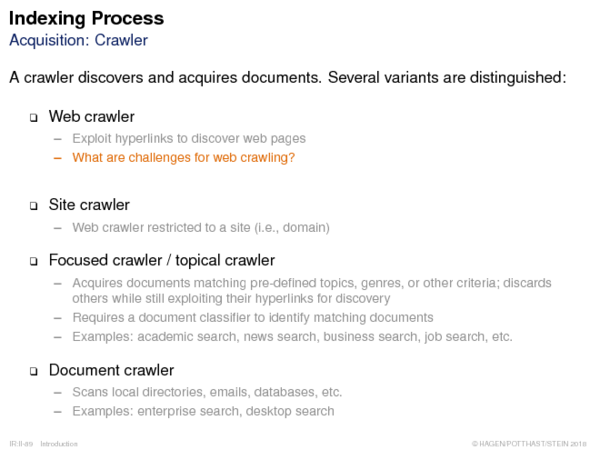 Indexing Process
Acquisition: Crawler
A crawler discovers and acquires documents. Several variants are distinguished:
❑ Web crawler
– Exploit hyperlinks to discover web pages
– What are challenges for web crawling?
❑ Site crawler
– Web crawler restricted to a site (i.e., domain)
❑ Focused crawler / topical crawler
– Acquires documents matching pre-defined topics, genres, or other criteria; discards
others while still exploiting their hyperlinks for discovery
– Requires a document classifier to identify matching documents
– Examples: academic search, news search, business search, job search, etc.
❑ Document crawler
– Scans local directories, emails, databases, etc.
– Examples: enterprise search, desktop search
Introduction © HAGEN/POTTHAST/STEIN 2018